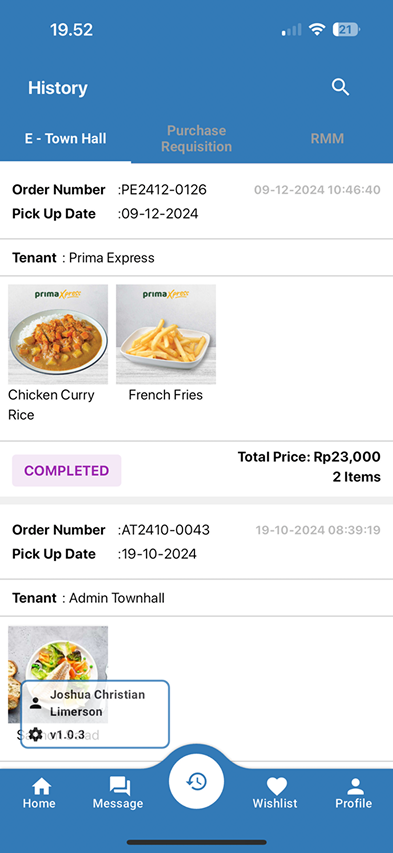 19.52
21
History
E - Town Hall
Purchase
Requisition
RMM
Order Number :PE2412-0126 09-12-2024 10:46:40
Pick Up Date :09-12-2024
Tenant : Prima Express
prima Xpress prima Xpress
Chicken Curry
Rice
French Fries
COMPLETED
Total Price: Rp23,000
2 Items
Order Number :AT2410-0043 19-10-2024 08:39:19
Pick Up Date :19-10-2024
Tenant : Admin Townhall
Joshua Christian
Limerson
v1.0.3
Home Message Wishlist Profile